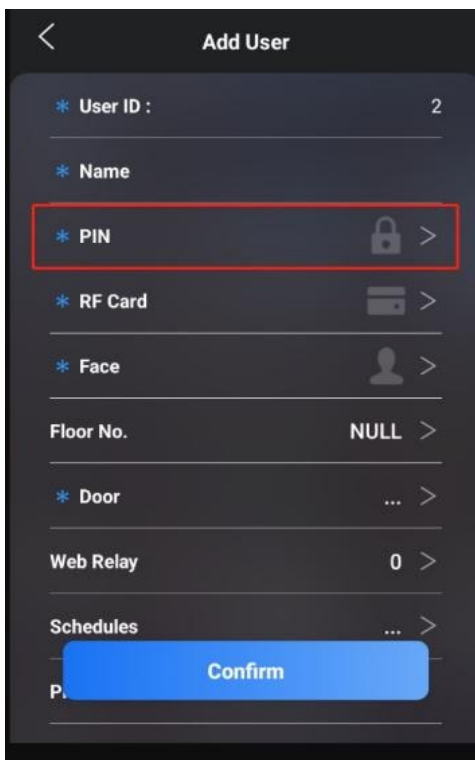 Add User
* User ID : 2
* Name
* PIN >
* RF Card >
* Face >
Floor No. NULL >
* Door ... >
Web Relay 0 >
Schedules ... >
Confirm